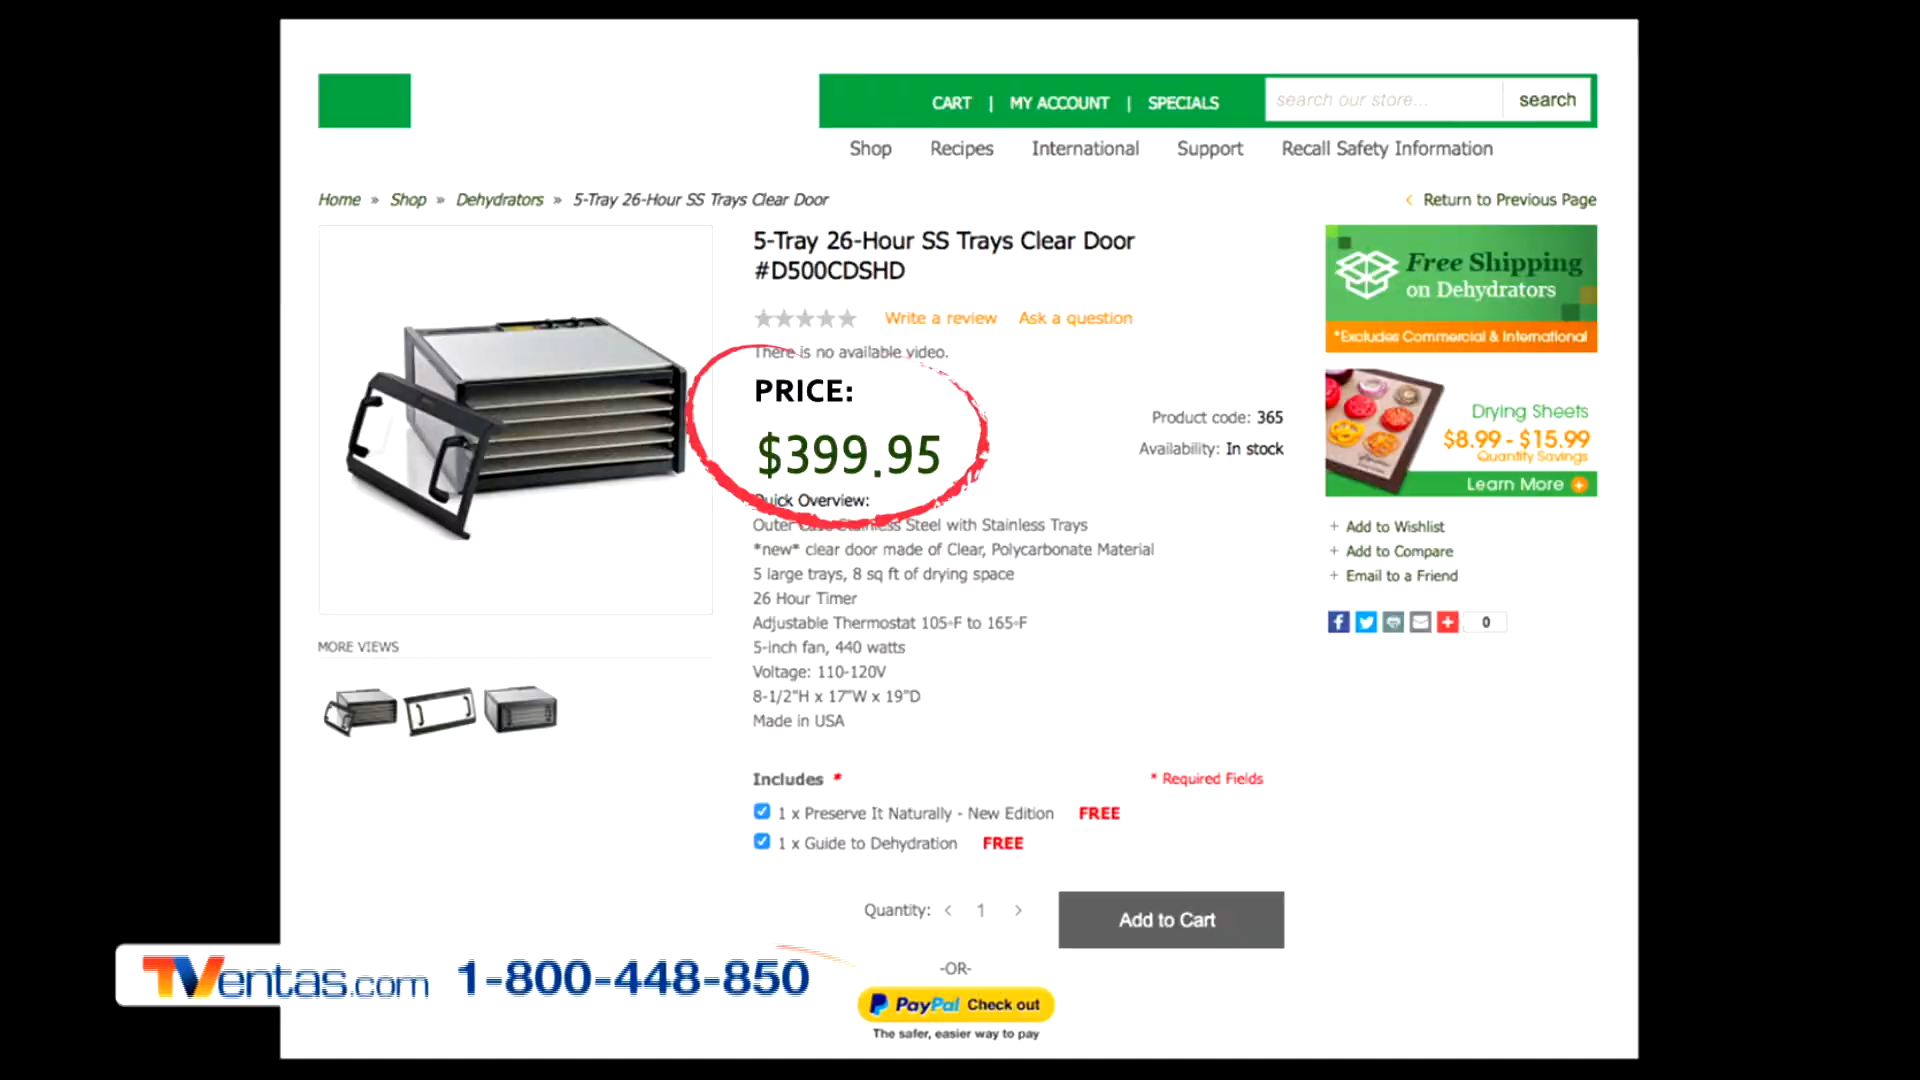 CART | MY ACCOUNT | SPECIALS
search our store...
search
Shop
Recipes
International
Support
Recall Safety Information
Home » Shop » Dehydrators » 5-Tray 26-Hour SS Trays Clear Door
Return to Previous Page
5-Tray 26-Hour SS Trays Clear Door
#D500CDSHD
Write a review
Ask a question
There is no available video.
PRICE:
$399.95
Product code: 365
Availability: In stock
Quick Overview:
Outer Case Stainless Steel with Stainless Trays
*new* clear door made of Clear, Polycarbonate Material
5 large trays, 8 sq ft of drying space
26 Hour Timer
Adjustable Thermostat 105◦F to 165◦F
5-inch fan, 440 watts
Voltage: 110-120V
8-1/2"H x 17"W x 19"D
Made in USA
Includes *
* Required Fields
1 x Preserve It Naturally - New Edition FREE
1 x Guide to Dehydration FREE
Quantity: < 1 >
Add to Cart
-OR-
PayPal Check out
The safer, easier way to pay
Free Shipping
on Dehydrators
*Excludes Commercial & International
Drying Sheets
$8.99 - $15.99
Quantity Savings
Learn More +
+ Add to Wishlist
+ Add to Compare
+ Email to a Friend
0
MORE VIEWS
TVentas.com 1-800-448-850